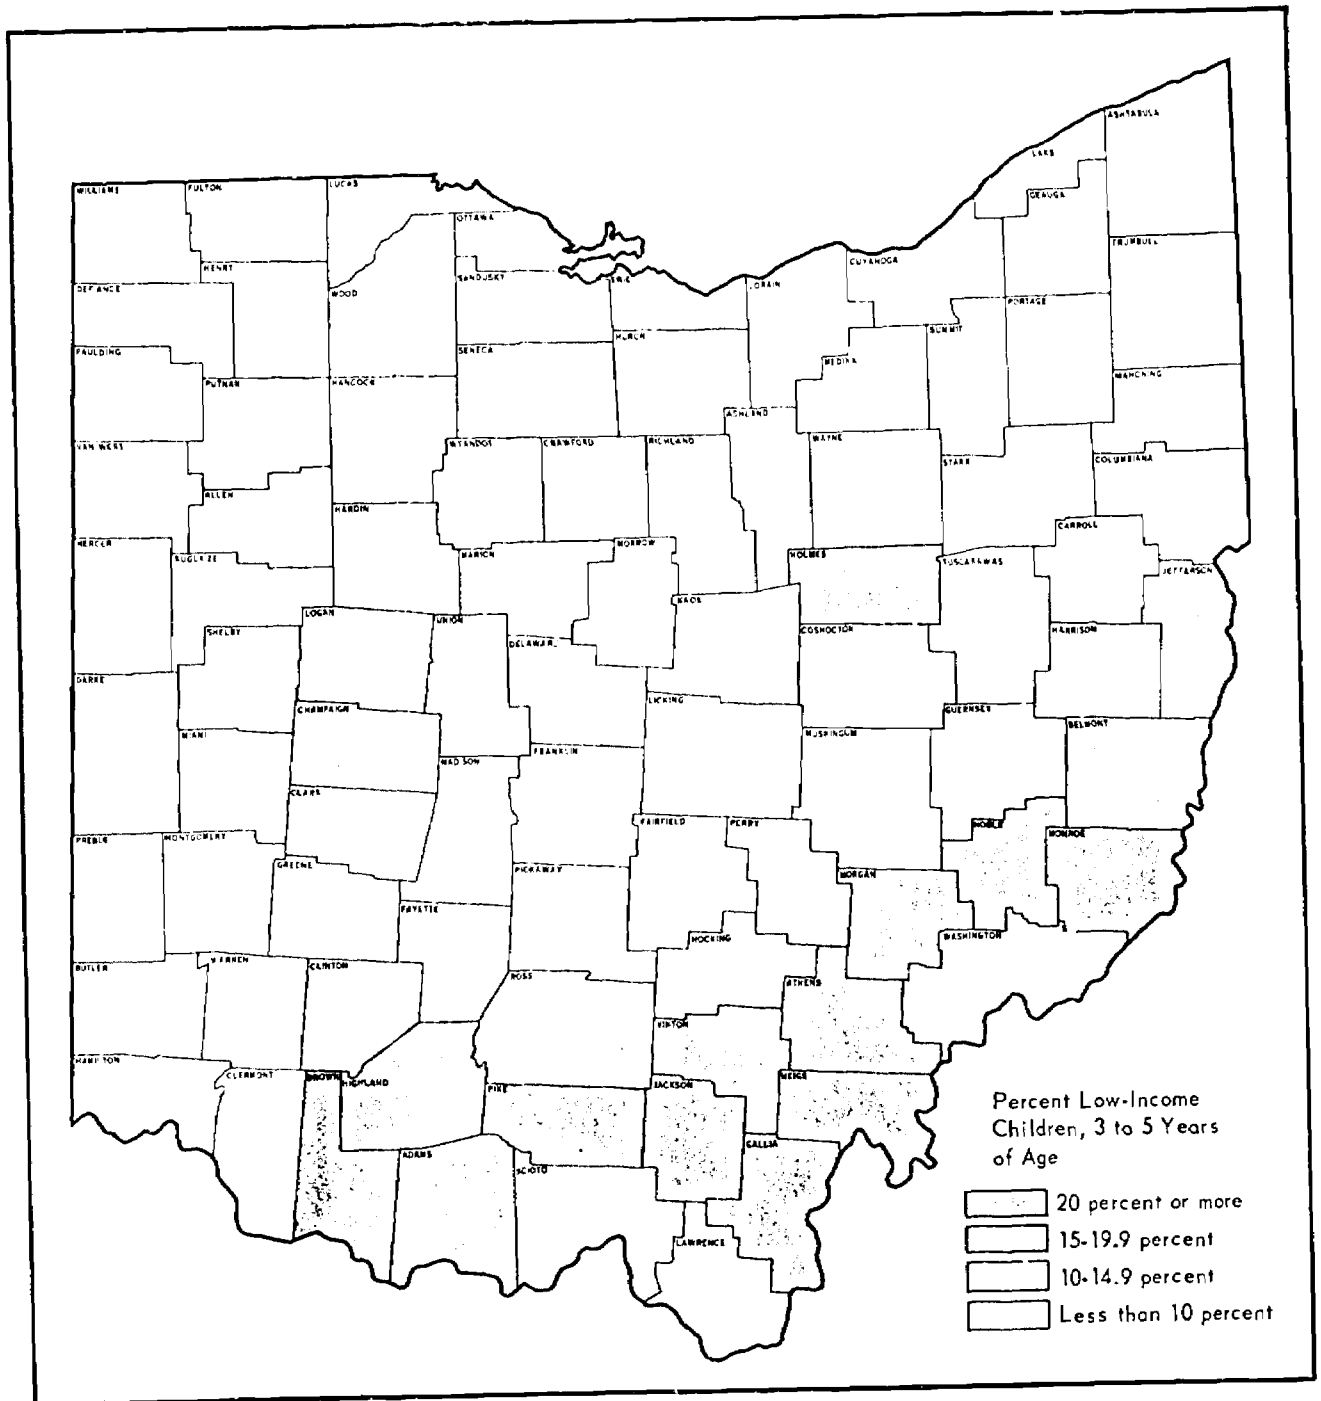 ASHTABULA
LAKE
GEAUGA
WILLIAMS
FULTON
LUCAS
OTTAWA
TRUMBULL
CUYAHOGA
HENRY
SANDUSKY
ERIE
LORAIN
DEFIANCE
WOOD
PORTAGE
SUMMIT
HURON
PAULDING
SENECA
MEDINA
PUTNAM
HANCOCK
MAHONING
ASHLAND
VAN WERT
WYANDOT
CRAWFORD
RICHLAND
WAYNE
STARK
COLUMBIANA
ALLEN
HARDIN
CARROLL
MERCER
AUGLAIZE
MARION
MORROW
HOLMES
TUSCARAWAS
JEFFERSON
KNOX
LOGAN
UNION
SHELBY
DELAWARE
COSHOCTON
HARRISON
DARKE
LICKING
CHAMPAIGN
GUERNSEY
BELMONT
MIAMI
MUSKINGUM
FRANKLIN
MADISON
CLARK
FAIRFIELD
PERRY
NOBLE
MONROE
PREBLE
MONTGOMERY
GREENE
PICKAWAY
MORGAN
FAYETTE
HOCKING
WASHINGTON
BUTLER
WARREN
CLINTON
ROSS
ATHENS
VINTON
HAMILTON
CLERMONT
BROWN
HIGHLAND
PIKE
JACKSON
MEIGS
ADAMS
SCIOTO
GALLIA
LAWRENCE
Percent Low-Income
Children, 3 to 5 Years
of Age
20 percent or more
15-19.9 percent
10-14.9 percent
Less than 10 percent